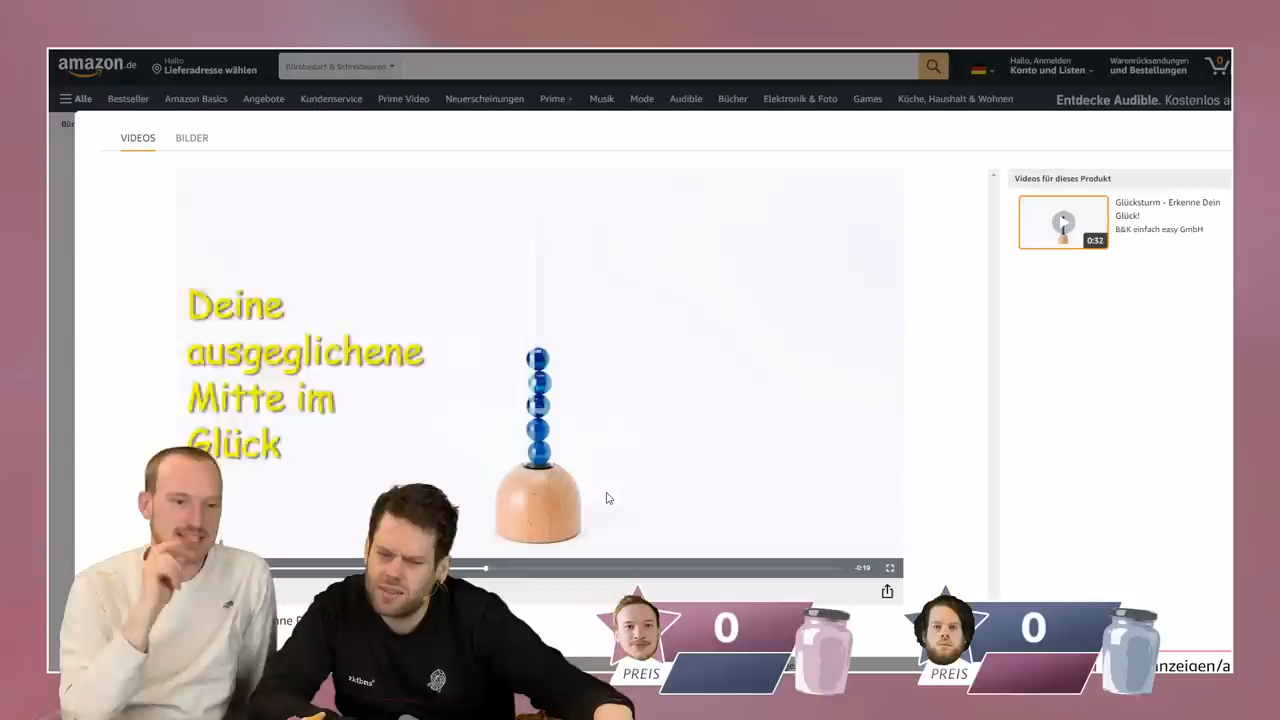 amazon.de
Hallo
Lieferadresse wählen
Bürobedarf & Schreibwaren
Hallo, Anmelden
Konto und Listen
Warenrücksendungen
und Bestellungen
0
Alle
Bestseller
Amazon Basics
Angebote
Kundenservice
Prime Video
Neuerscheinungen
Prime
Musik
Mode
Audible
Bücher
Elektronik & Foto
Games
Küche, Haushalt & Wohnen
Entdecke Audible. Kostenlos a
Bür
VIDEOS
BILDER
Videos für dieses Produkt
Glücksturm - Erkenne Dein
Glück!
B&K einfach easy GmbH
0:32
Deine
ausgeglichene
Mitte im
Glück
-0:19
0
PREIS
0
PREIS
nzeigen/a